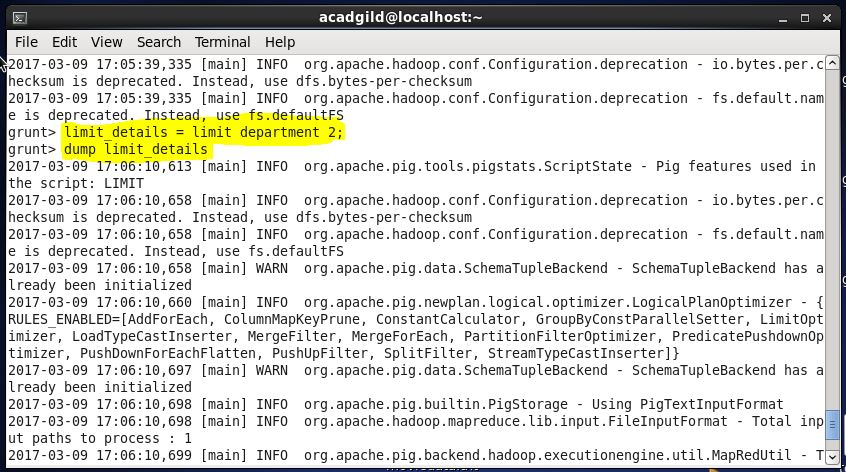 acadgild@localhost:~
File Edit View Search Terminal Help
2017-03-09 17:05:39,335 [main] INFO  org.apache.hadoop.conf.Configuration.deprecation - io.bytes.per.c
hecksum is deprecated. Instead, use dfs.bytes-per-checksum
2017-03-09 17:05:39,335 [main] INFO  org.apache.hadoop.conf.Configuration.deprecation - fs.default.nam
e is deprecated. Instead, use fs.defaultFS
grunt> limit_details = limit department 2;
grunt> dump limit_details
2017-03-09 17:06:10,613 [main] INFO  org.apache.pig.tools.pigstats.ScriptState - Pig features used in
the script: LIMIT
2017-03-09 17:06:10,658 [main] INFO  org.apache.hadoop.conf.Configuration.deprecation - io.bytes.per.c
hecksum is deprecated. Instead, use dfs.bytes-per-checksum
2017-03-09 17:06:10,658 [main] INFO  org.apache.hadoop.conf.Configuration.deprecation - fs.default.nam
e is deprecated. Instead, use fs.defaultFS
2017-03-09 17:06:10,658 [main] WARN  org.apache.pig.data.SchemaTupleBackend - SchemaTupleBackend has a
lready been initialized
2017-03-09 17:06:10,660 [main] INFO  org.apache.pig.newplan.logical.optimizer.LogicalPlanOptimizer - {
RULES_ENABLED=[AddForEach, ColumnMapKeyPrune, ConstantCalculator, GroupByConstParallelSetter, LimitOpt
imizer, LoadTypeCastInserter, MergeFilter, MergeForEach, PartitionFilterOptimizer, PredicatePushdownOp
timizer, PushDownForEachFlatten, PushUpFilter, SplitFilter, StreamTypeCastInserter]}
2017-03-09 17:06:10,697 [main] WARN  org.apache.pig.data.SchemaTupleBackend - SchemaTupleBackend has a
lready been initialized
2017-03-09 17:06:10,698 [main] INFO  org.apache.pig.builtin.PigStorage - Using PigTextInputFormat
2017-03-09 17:06:10,698 [main] INFO  org.apache.hadoop.mapreduce.lib.input.FileInputFormat - Total inp
ut paths to process : 1
2017-03-09 17:06:10,699 [main] INFO  org.apache.pig.backend.hadoop.executionengine.util.MapRedUtil - T